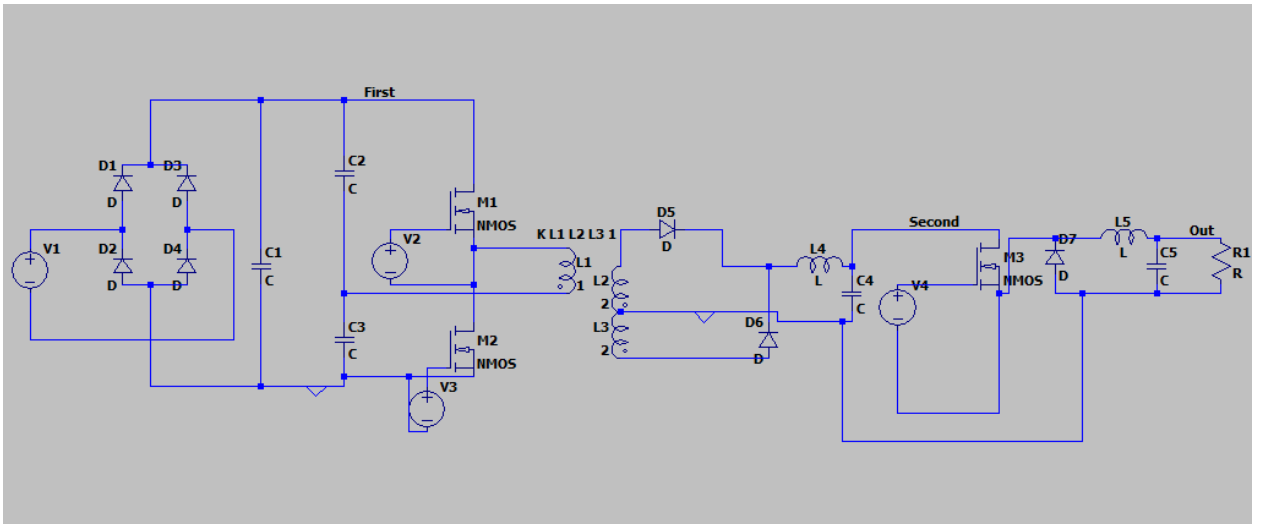 First
D1
D3
C2
C
D
D
M1
NMOS
V2
K L1 L2 L3 1
D5
D
Second
L5
Out
V1
D2
D4
C1
C
D
D
L1
1
L2
2
L4
L
C4
C
M3
NMOS
D7
D
L
C5
C
R1
R
C3
C
M2
NMOS
V3
L3
2
D6
D
V4